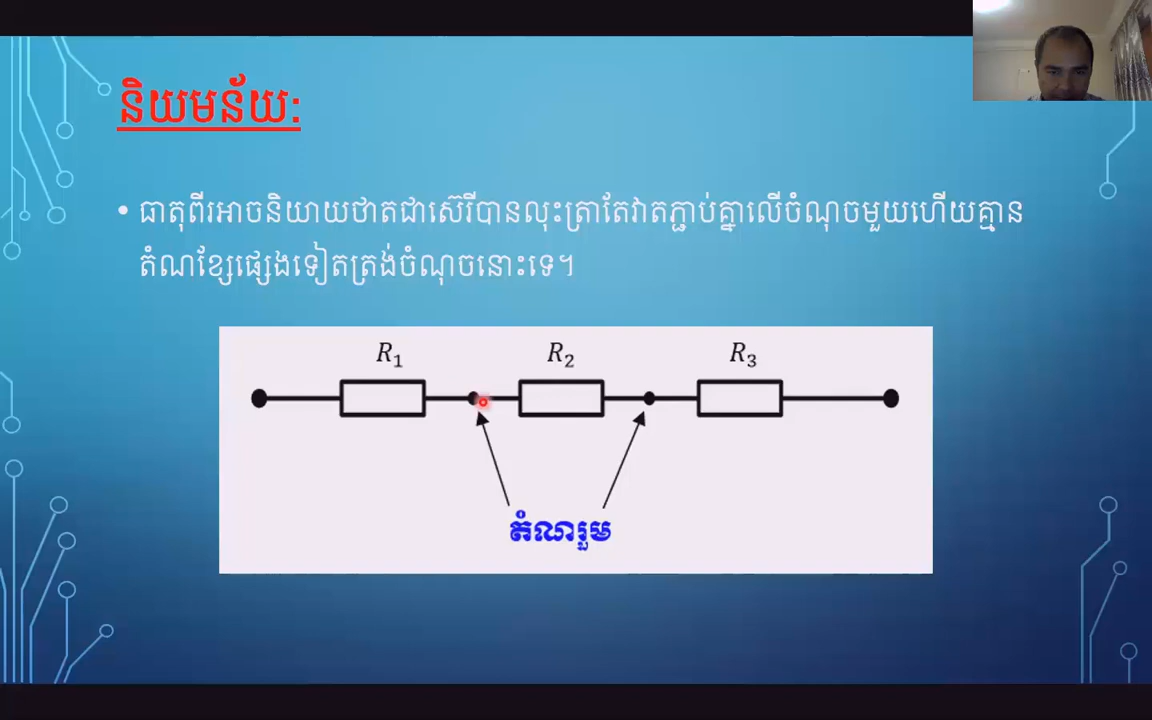 និយមន័យ:
• ធាតុពីរអាចនិយាយថាតជាស៊េរីបានលុះត្រាតែវាតភ្ជាប់គ្នាលើចំណុចមួយហើយគ្មាន
តំណខ្សែផ្សេងទៀតត្រង់ចំណុចនោះទេ។
R₁ R₂ R₃
តំណរួម